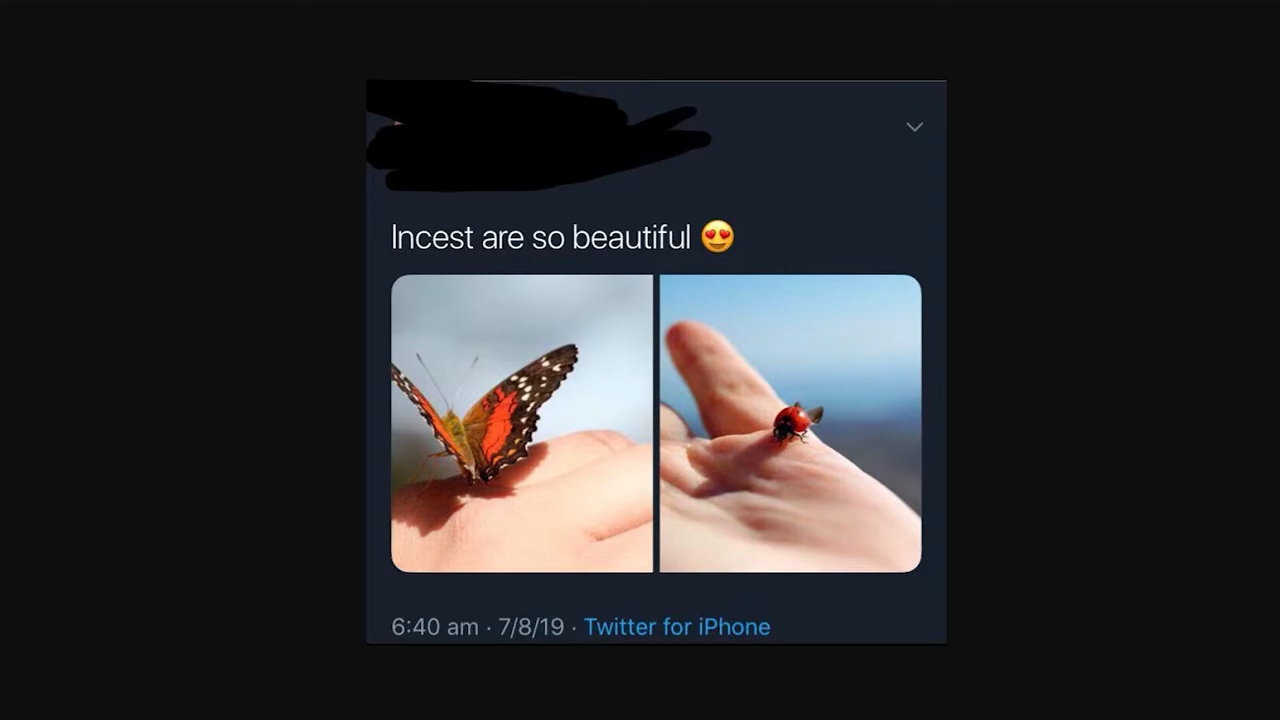 Incest are so beautiful 😍
6:40 am · 7/8/19 · Twitter for iPhone